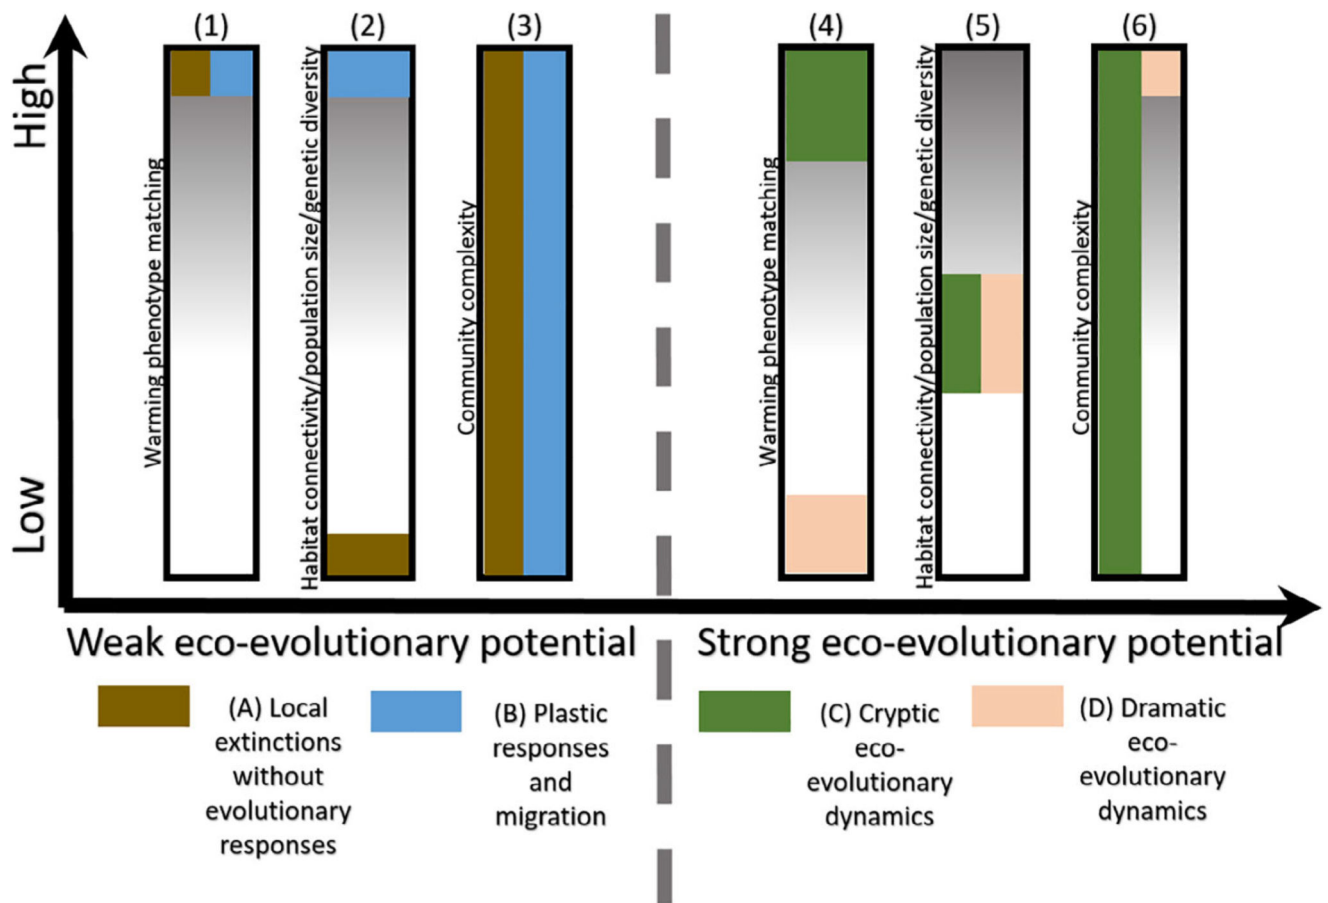 (1)
(2)
(3)
(4)
(5)
(6)
High
Low
Warming phenotype matching
Habitat connectivity/population size/genetic diversity
Community complexity
Warming phenotype matching
Habitat connectivity/population size/genetic diversity
Community complexity
Weak eco-evolutionary potential
Strong eco-evolutionary potential
(A) Local
extinctions
without
evolutionary
responses
(B) Plastic
responses
and
migration
(C) Cryptic
eco-
evolutionary
dynamics
(D) Dramatic
eco-
evolutionary
dynamics